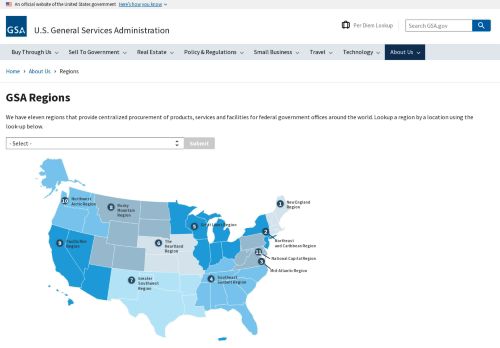 An official website of the United States government Here's how you know
GSA
U.S. General Services Administration
Per Diem Lookup
Search GSA.gov
Buy Through Us
Sell To Government
Real Estate
Policy & Regulations
Small Business
Travel
Technology
About Us
Home
About Us
Regions
GSA Regions
We have eleven regions that provide centralized procurement of products, services and facilities for federal government offices around the world. Lookup a region by a location using the
look-up below.
- Select -
Submit
1
New England
Region
10
Northwest
Arctic Region
8
Rocky
Mountain
Region
5
Great Lakes Region
2
Northeast
and Caribbean Region
9
Pacific Rim
Region
6
The
Heartland
Region
11
National Capital Region
3
Mid-Atlantic Region
7
Greater
Southwest
Region
4
Southeast
Sunbelt Region